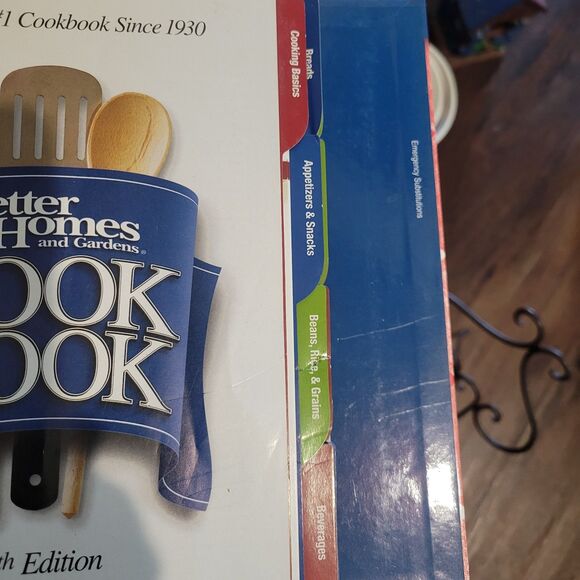 #1 Cookbook Since 1930
etter
Homes
and Gardens®
OOK
OOK
th Edition
Cooking Basics
Breads
Appetizers & Snacks
Beans, Rice, & Grains
Beverages
Emergency Substitutions